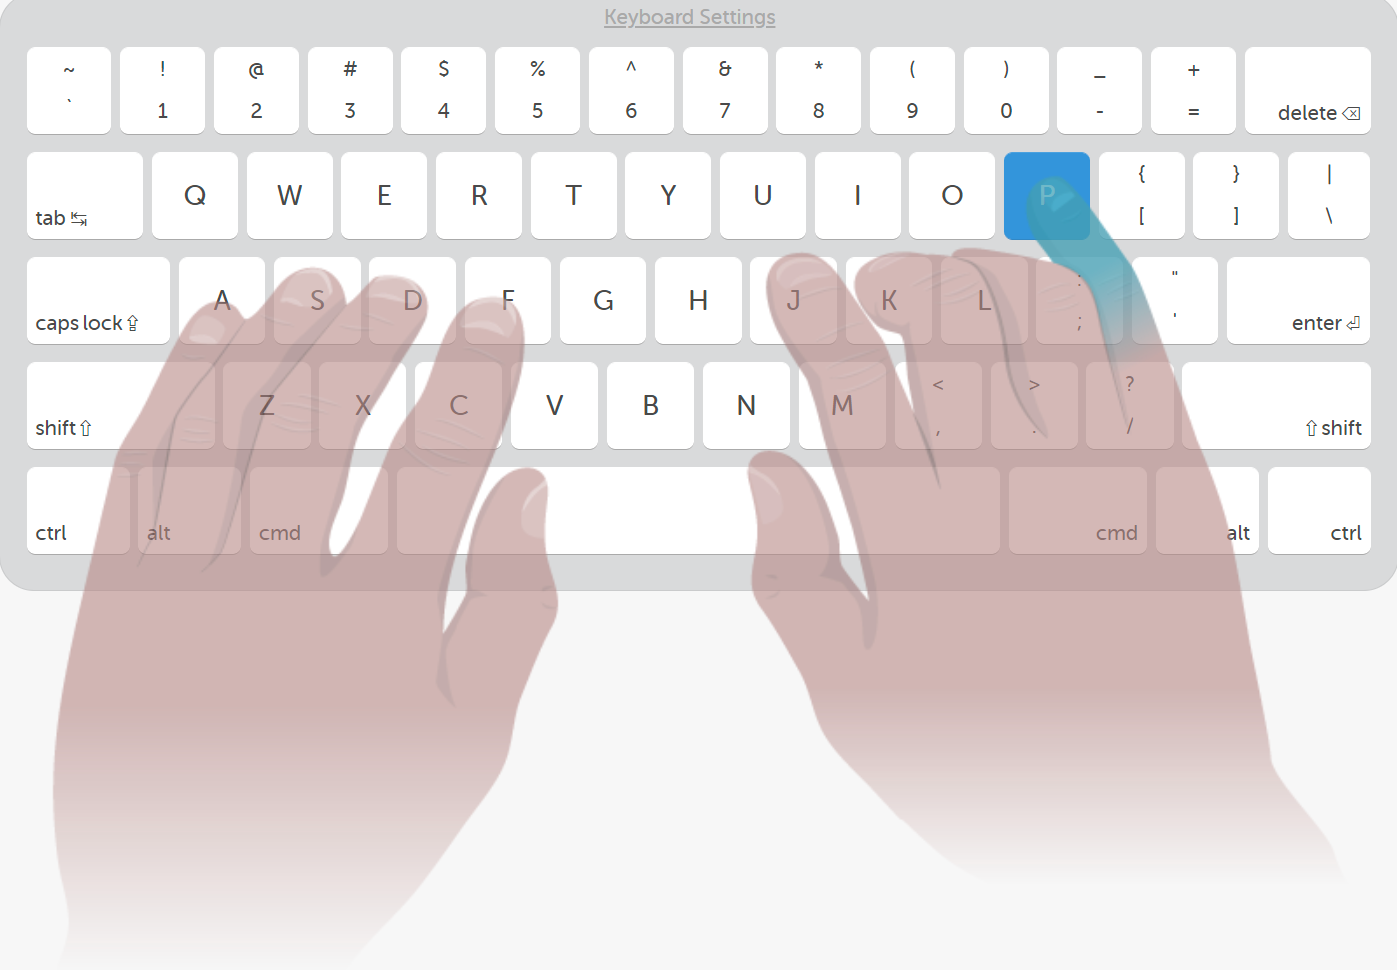 Keyboard Settings
~ ! @ # $ % ^ & * ( ) _ +
` 1 2 3 4 5 6 7 8 9 0 - = delete ⌫
tab ↹ Q W E R T Y U I O P { [ } ] | \
caps lock ⇪ A S D F G H J K L : ; " ' enter ⏎
shift ⇧ Z X C V B N M < , > . ? / ⇧ shift
ctrl alt cmd cmd alt ctrl